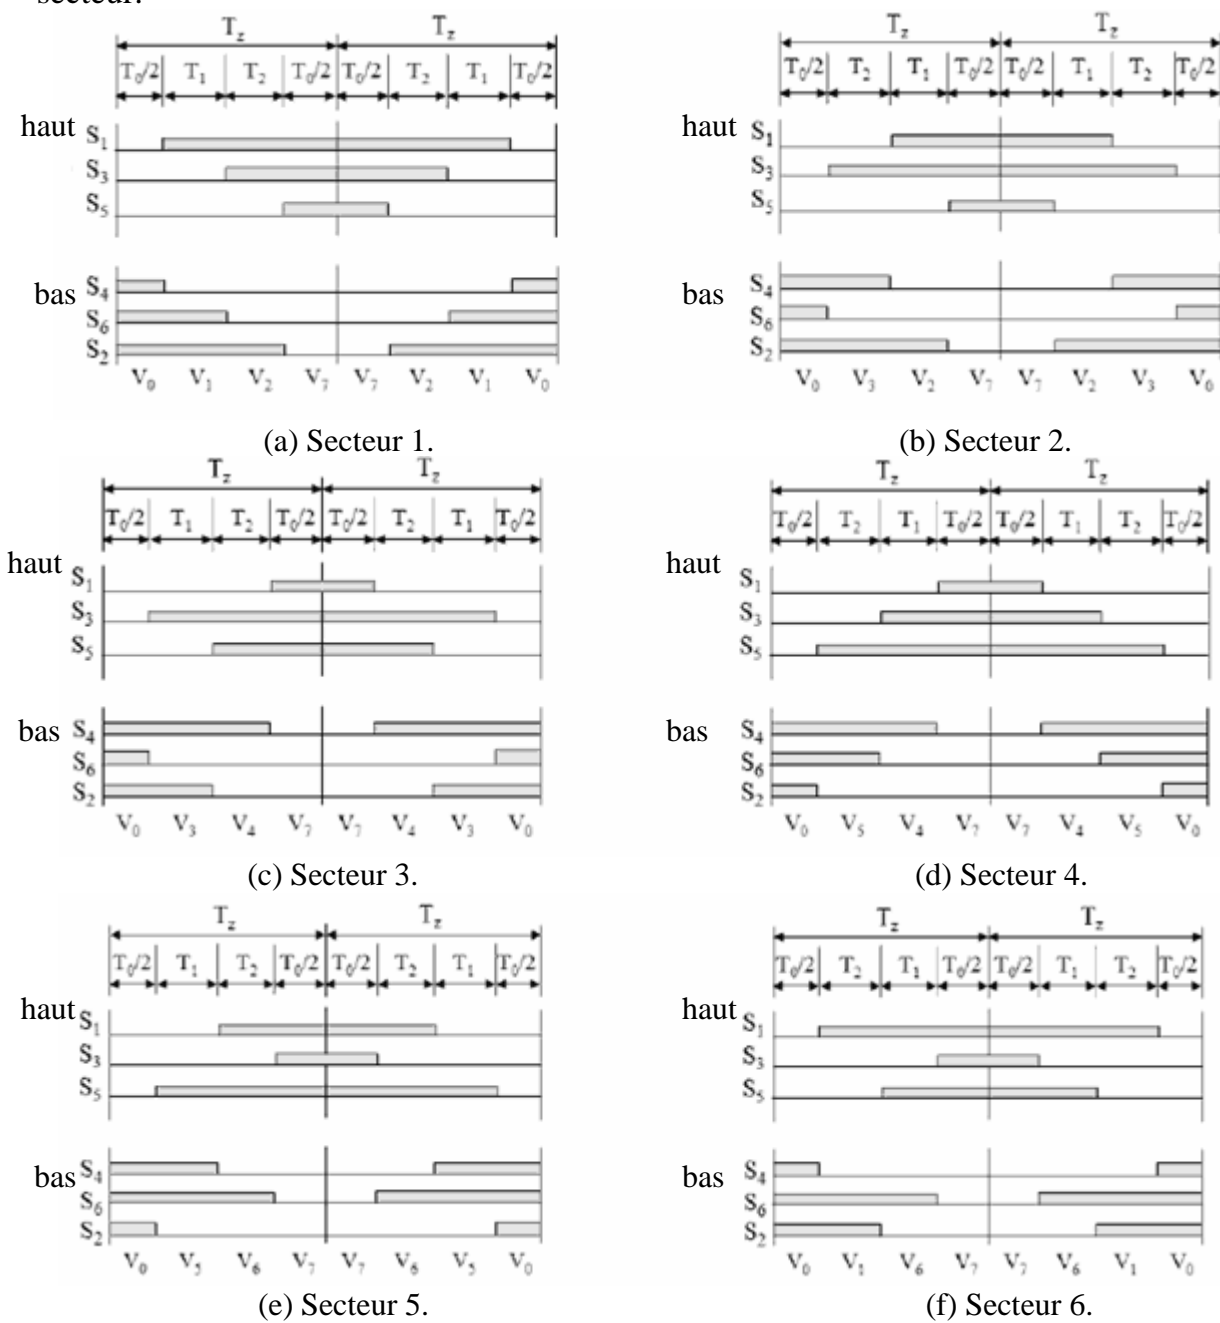 secteur.
T_z T_z
T_0/2 T_1 T_2 T_0/2 T_0/2 T_2 T_1 T_0/2
haut
S_1
S_3
S_5
bas
S_4
S_6
S_2
V_0 V_1 V_2 V_7 V_7 V_2 V_1 V_0
(a) Secteur 1.
T_z T_z
T_0/2 T_2 T_1 T_0/2 T_0/2 T_1 T_2 T_0/2
haut
S_1
S_3
S_5
bas
S_4
S_6
S_2
V_0 V_3 V_2 V_7 V_7 V_2 V_3 V_0
(b) Secteur 2.
T_z T_z
T_0/2 T_1 T_2 T_0/2 T_0/2 T_2 T_1 T_0/2
haut
S_1
S_3
S_5
bas
S_4
S_6
S_2
V_0 V_3 V_4 V_7 V_7 V_4 V_3 V_0
(c) Secteur 3.
T_z T_z
T_0/2 T_2 T_1 T_0/2 T_0/2 T_1 T_2 T_0/2
haut
S_1
S_3
S_5
bas
S_4
S_6
S_2
V_0 V_5 V_4 V_7 V_7 V_4 V_5 V_0
(d) Secteur 4.
T_z T_z
T_0/2 T_1 T_2 T_0/2 T_0/2 T_2 T_1 T_0/2
haut
S_1
S_3
S_5
bas
S_4
S_6
S_2
V_0 V_5 V_6 V_7 V_7 V_6 V_5 V_0
(e) Secteur 5.
T_z T_z
T_0/2 T_2 T_1 T_0/2 T_0/2 T_1 T_2 T_0/2
haut
S_1
S_3
S_5
bas
S_4
S_6
S_2
V_0 V_1 V_6 V_7 V_7 V_6 V_1 V_0
(f) Secteur 6.